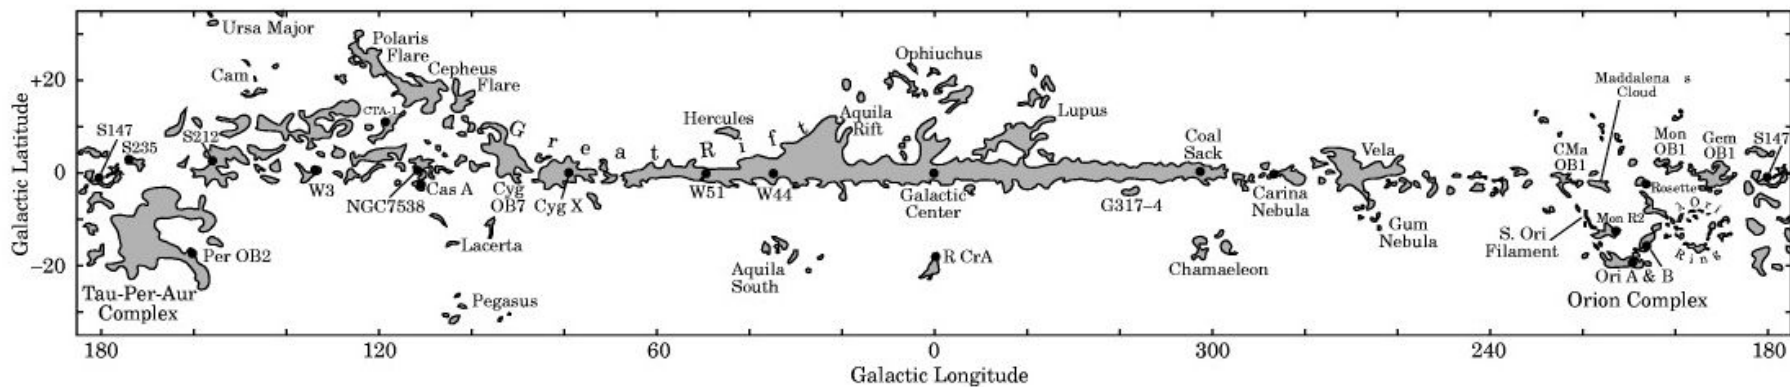 Ursa Major
Polaris
Flare
Cam
Cepheus
Flare
Ophiuchus
Maddalena s
Cloud
+20
S147
S235
S212
CTA-1
Great Rift
Hercules
Aquila
Rift
Lupus
Coal
Sack
Vela
CMa
OB1
Mon
OB1
Gem
OB1
S147
0
W3
NGC7538
Cas A
Cyg
OB7
Cyg X
W51
W44
Galactic
Center
G317–4
Carina
Nebula
Rosette
Gum
Nebula
S. Ori
Filament
Mon R2
λ Ori
Ring
Lacerta
Per OB2
–20
Tau-Per-Aur
Complex
Aquila
South
R CrA
Chamaeleon
Ori A & B
Orion Complex
Pegasus
Galactic Latitude
180
120
60
0
300
240
180
Galactic Longitude